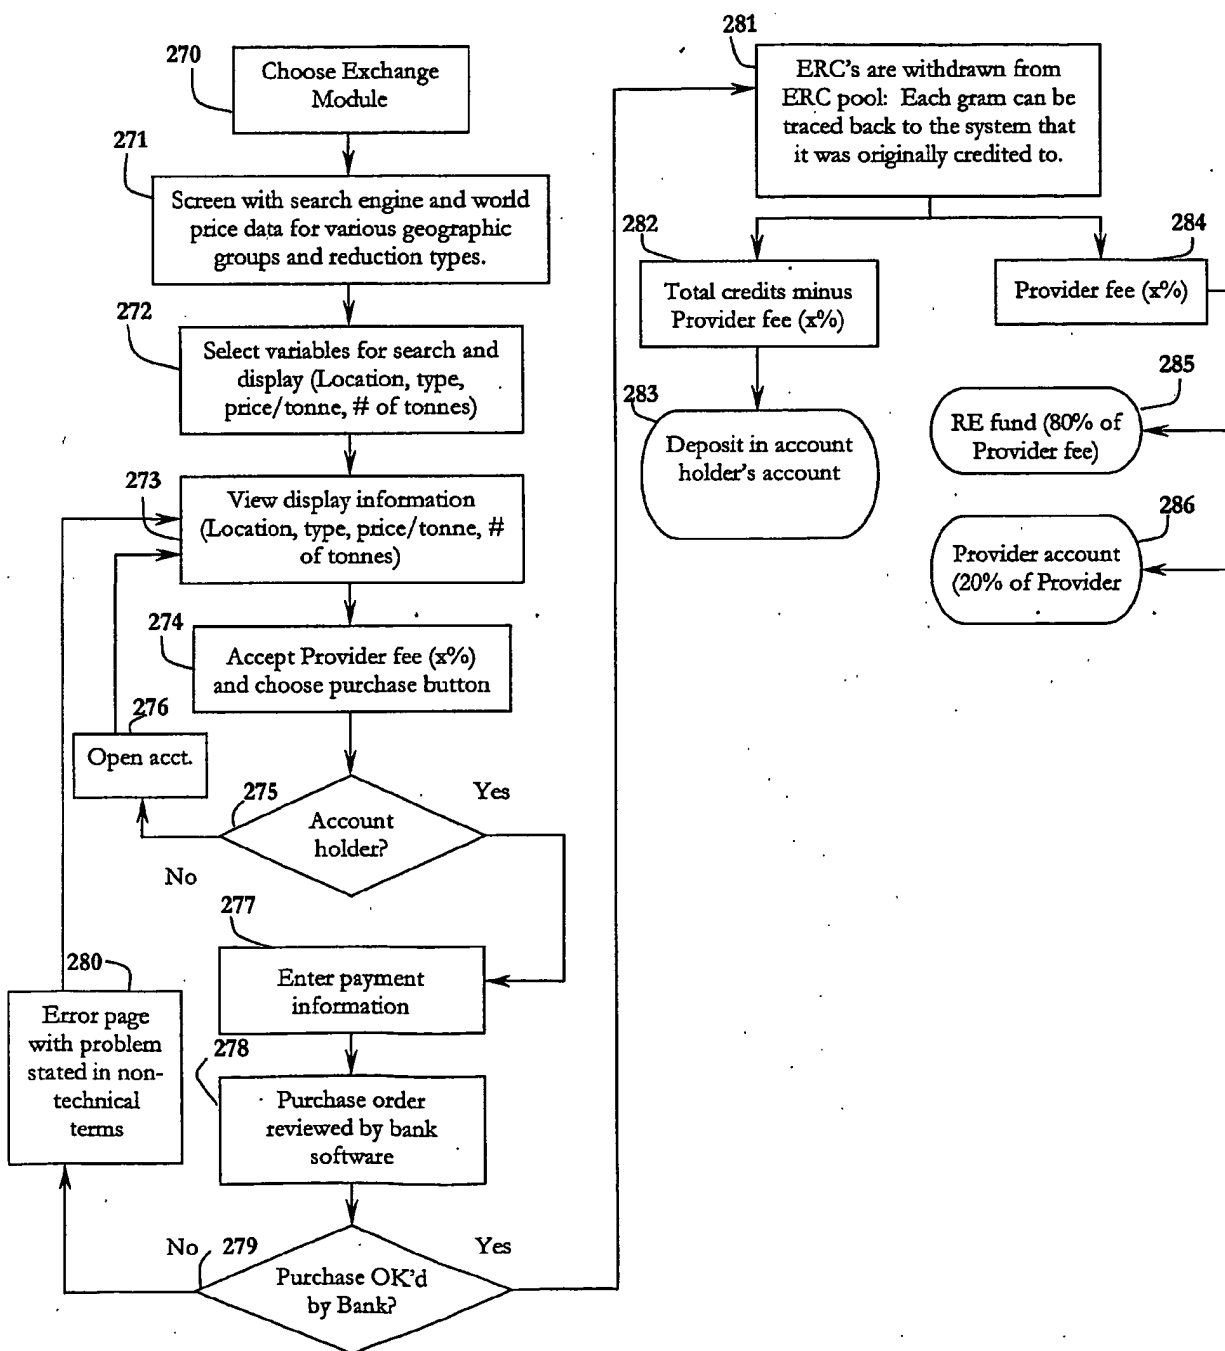 270
Choose Exchange
Module
271
Screen with search engine and world
price data for various geographic
groups and reduction types.
272
Select variables for search and
display (Location, type,
price/tonne, # of tonnes)
273
View display information
(Location, type, price/tonne, #
of tonnes)
274
Accept Provider fee (x%)
and choose purchase button
276
Open acct.
275
Yes
Account
holder?
No
277
Enter payment
information
280
Error page
with problem
stated in non-
technical
terms
278
Purchase order
reviewed by bank
software
No
279
Yes
Purchase OK'd
by Bank?
281
ERC's are withdrawn from
ERC pool: Each gram can be
traced back to the system that
it was originally credited to.
282
Total credits minus
Provider fee (x%)
284
Provider fee (x%)
283
Deposit in account
holder's account
285
RE fund (80% of
Provider fee)
286
Provider account
(20% of Provider